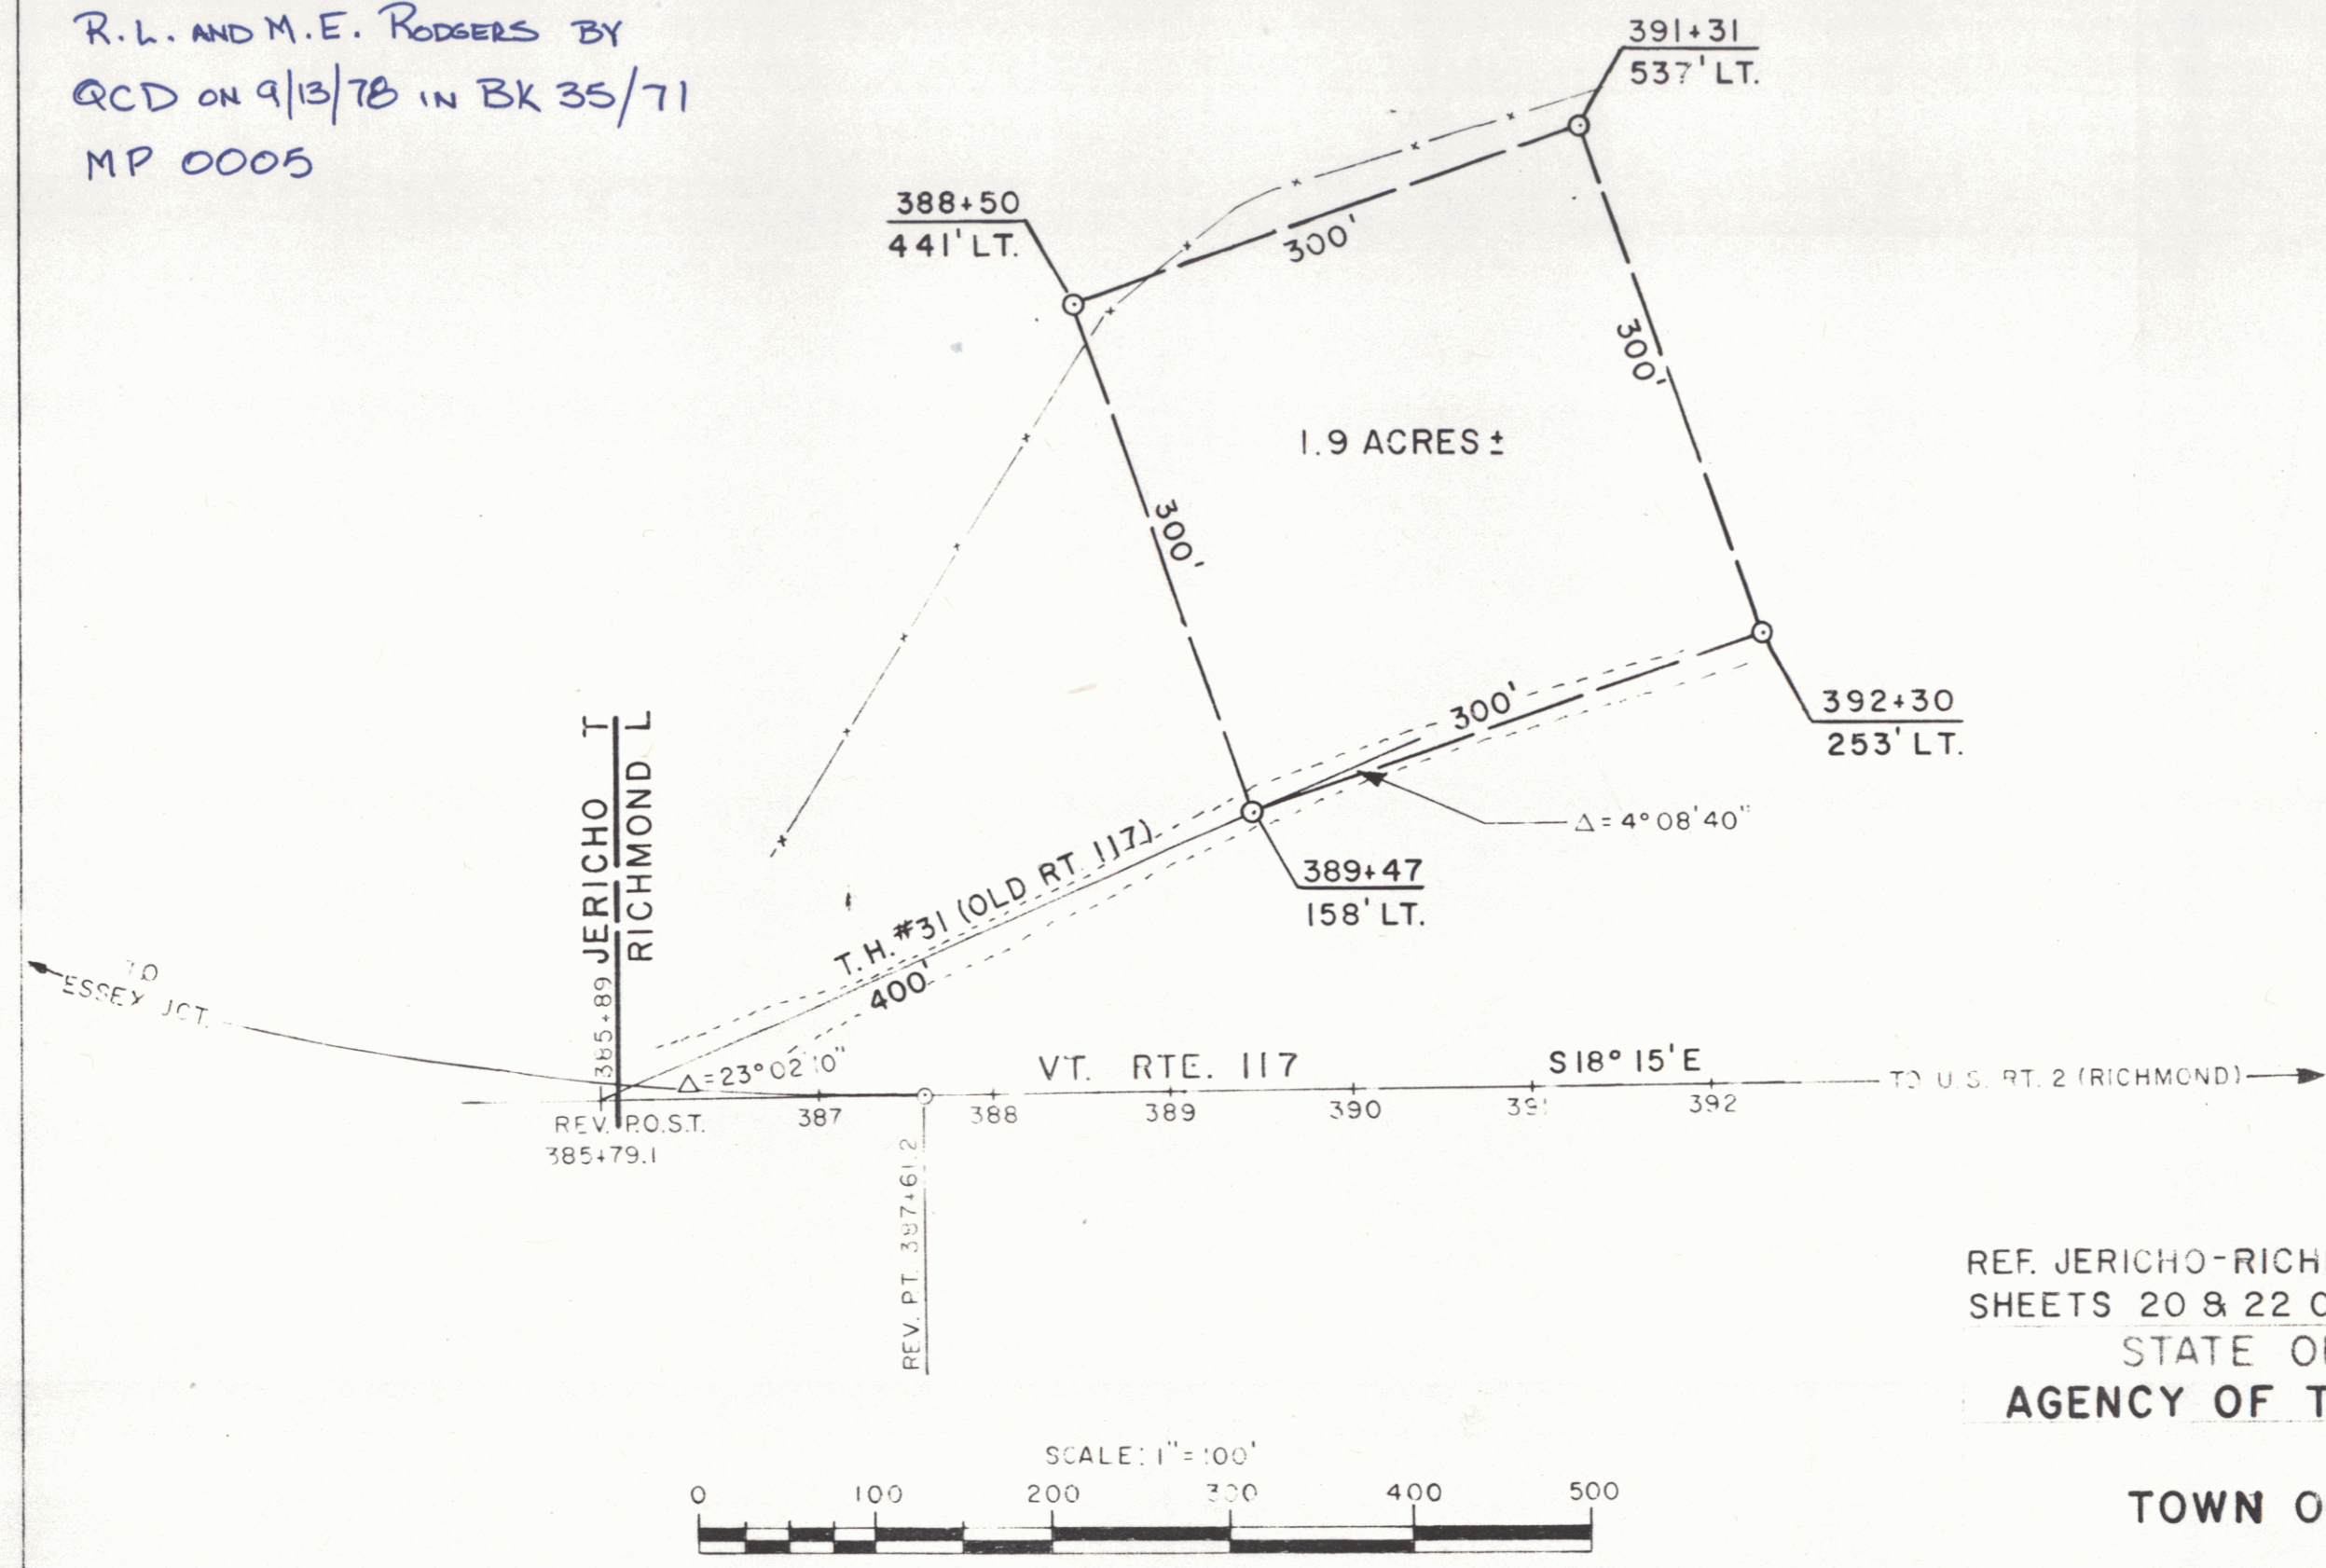 R.L. AND M.E. RODGERS BY
QCD ON 9/13/78 IN BK 35/71
MP 0005
391+31
537' LT.
388+50
441' LT.
300'
300'
1.9 ACRES ±
300'
300'
392+30
253' LT.
Δ=4°08'40"
389+47
158' LT.
JERICHO T
RICHMOND L
385+89
T.H. #31 (OLD RT. 117)
400'
TO
ESSEX JCT.
Δ=23°02'10"
VT. RTE. 117
S18°15'E
TO U.S. RT. 2 (RICHMOND)
REV. P.O.S.T.
385+79.1
387
388
389
390
391
392
REV. P.T. 387+61.2
REF. JERICHO-RICH
SHEETS 20 & 22
STATE
AGENCY OF T
TOWN
SCALE: 1"=100'
0 100 200 300 400 500